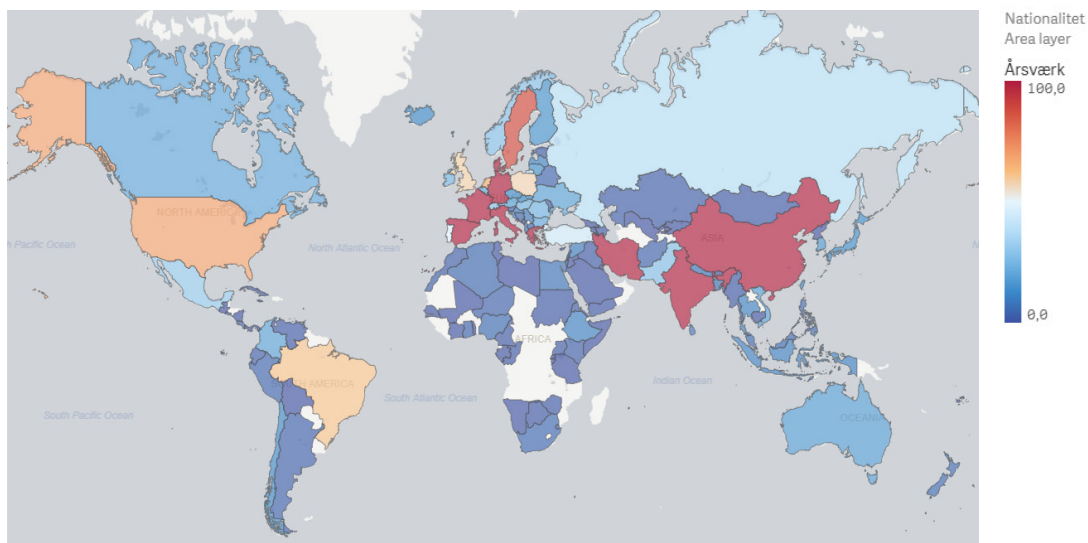 Nationalitet
Area layer
Årsværk
100,0
0,0
NORTH AMERICA
ASIA
h Pacific Ocean
North Atlantic Ocean
N
AFRICA
Indian Ocean
AMERICA
South Atlantic Ocean
South Pacific Ocean
OCEANIA